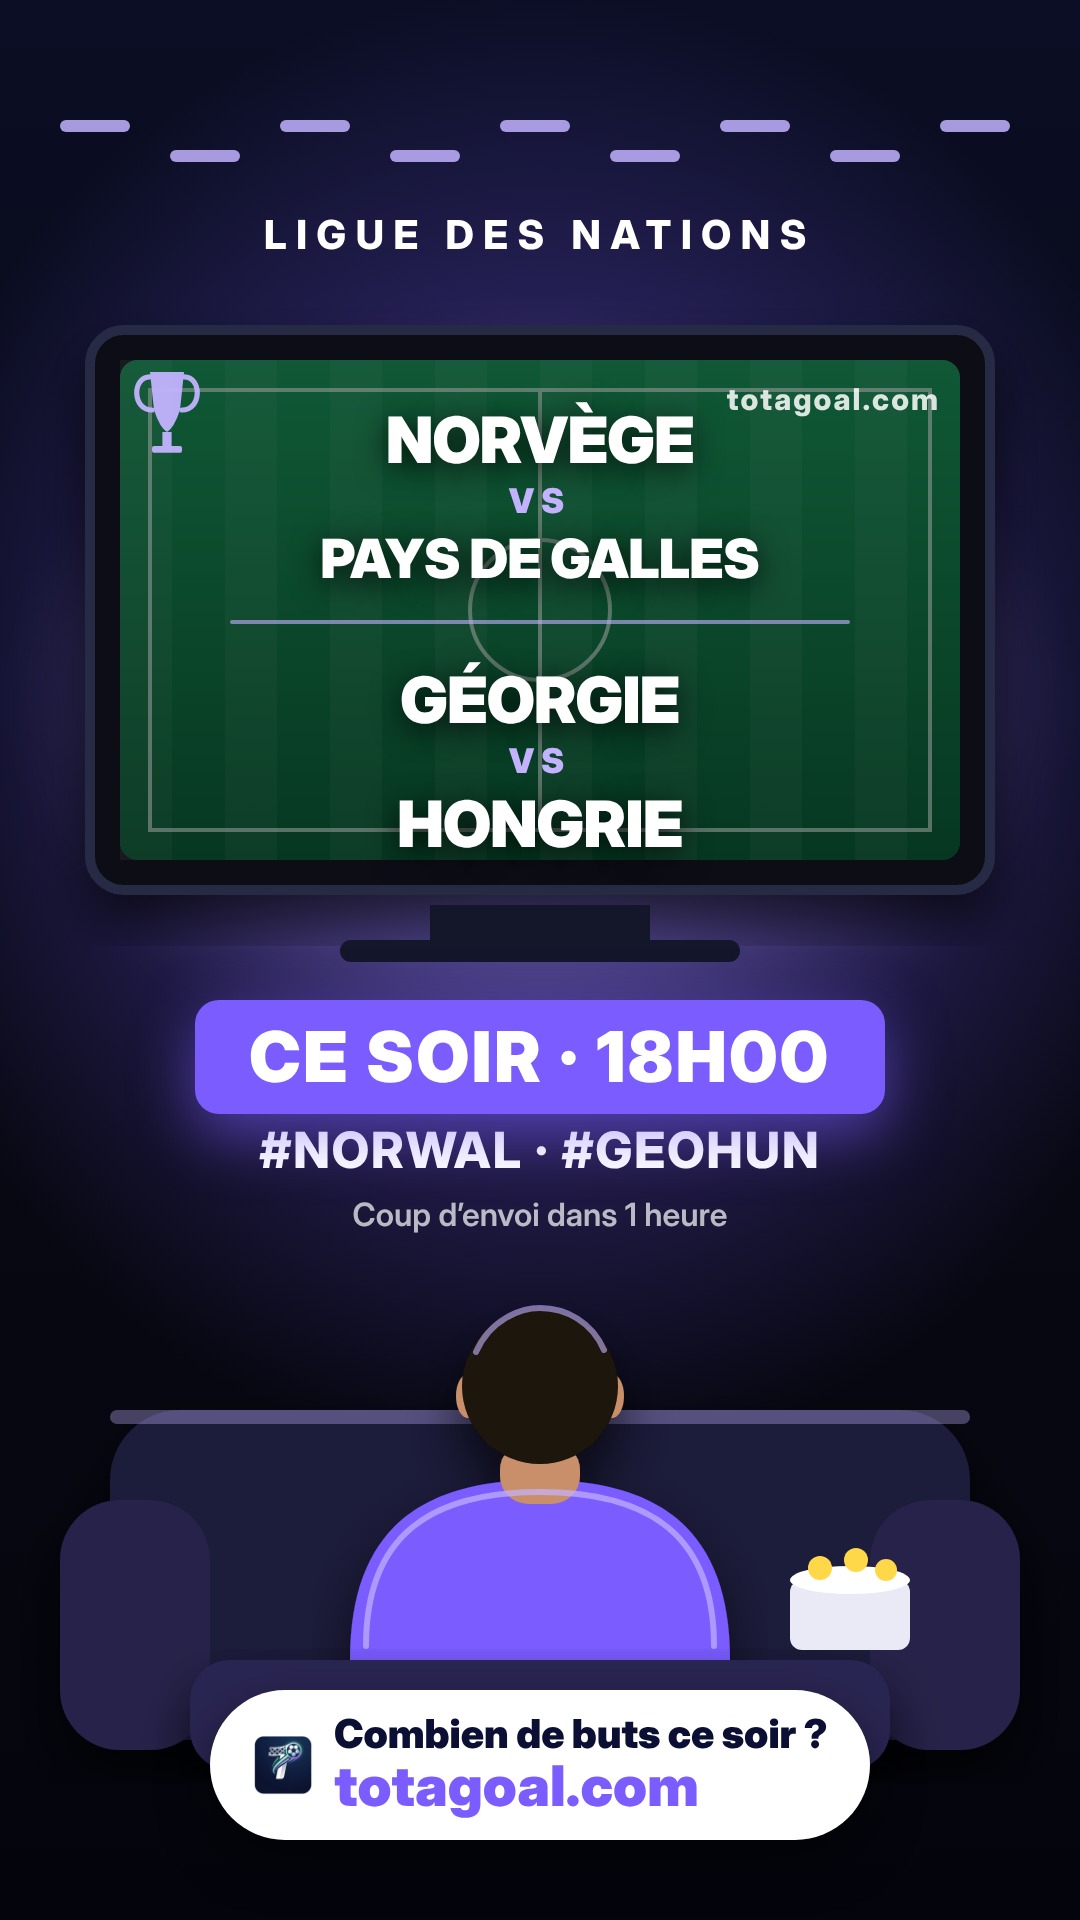 LIGUE DES NATIONS
totagoal.com
NORVÈGE
VS
PAYS DE GALLES
GÉORGIE
VS
HONGRIE
CE SOIR · 18H00
#NORWAL · #GEOHUN
Coup d’envoi dans 1 heure
Combien de buts ce soir ?
totagoal.com